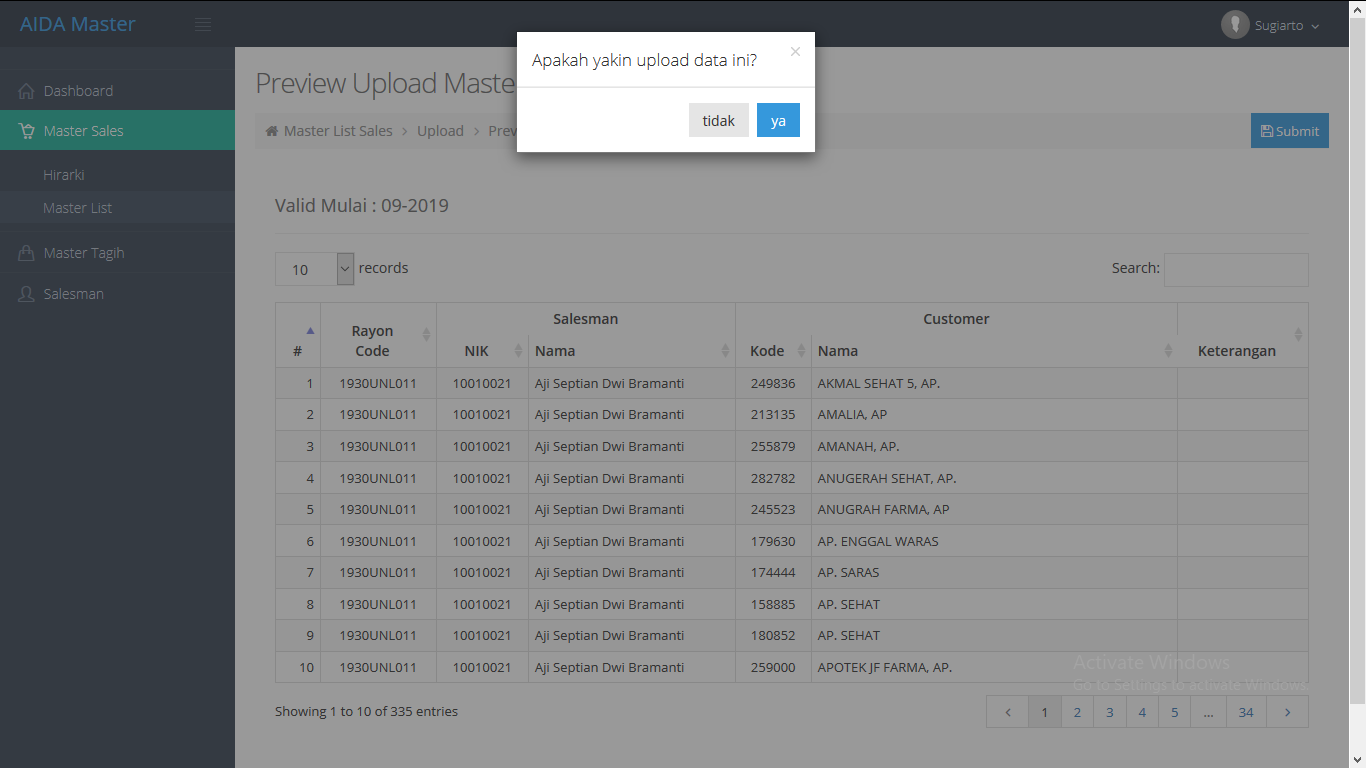 AIDA Master
Sugiarto
Apakah yakin upload data ini?
×
tidak ya
Dashboard
Master Sales
Hirarki
Master List
Master Tagih
Salesman
Preview Upload Maste
Master List Sales > Upload > Prev
Submit
Valid Mulai : 09-2019
10 records
Search:
Salesman Customer
# Rayon Code NIK Nama Kode Nama Keterangan
1 1930UNL011 10010021 Aji Septian Dwi Bramanti 249836 AKMAL SEHAT 5, AP.
2 1930UNL011 10010021 Aji Septian Dwi Bramanti 213135 AMALIA, AP
3 1930UNL011 10010021 Aji Septian Dwi Bramanti 255879 AMANAH, AP.
4 1930UNL011 10010021 Aji Septian Dwi Bramanti 282782 ANUGERAH SEHAT, AP.
5 1930UNL011 10010021 Aji Septian Dwi Bramanti 245523 ANUGRAH FARMA, AP
6 1930UNL011 10010021 Aji Septian Dwi Bramanti 179630 AP. ENGGAL WARAS
7 1930UNL011 10010021 Aji Septian Dwi Bramanti 174444 AP. SARAS
8 1930UNL011 10010021 Aji Septian Dwi Bramanti 158885 AP. SEHAT
9 1930UNL011 10010021 Aji Septian Dwi Bramanti 180852 AP. SEHAT
10 1930UNL011 10010021 Aji Septian Dwi Bramanti 259000 APOTEK JF FARMA, AP.
Activate Windows
Go to Settings to activate Windows.
Showing 1 to 10 of 335 entries
< 1 2 3 4 5 ... 34 >